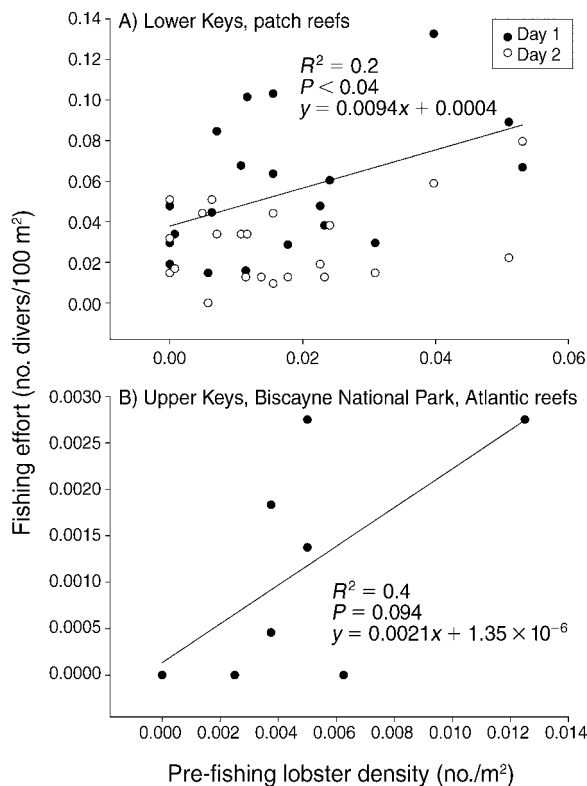 A) Lower Keys, patch reefs
Day 1
Day 2
R² = 0.2
P < 0.04
y = 0.0094x + 0.0004
0.14
0.12
0.10
0.08
0.06
0.04
0.02
0.00
0.00
0.02
0.04
0.06
Fishing effort (no. divers/100 m²)
B) Upper Keys, Biscayne National Park, Atlantic reefs
R² = 0.4
P = 0.094
y = 0.0021x + 1.35 × 10⁻⁶
0.0030
0.0025
0.0020
0.0015
0.0010
0.0005
0.0000
0.000
0.002
0.004
0.006
0.008
0.010
0.012
0.014
Pre-fishing lobster density (no./m²)